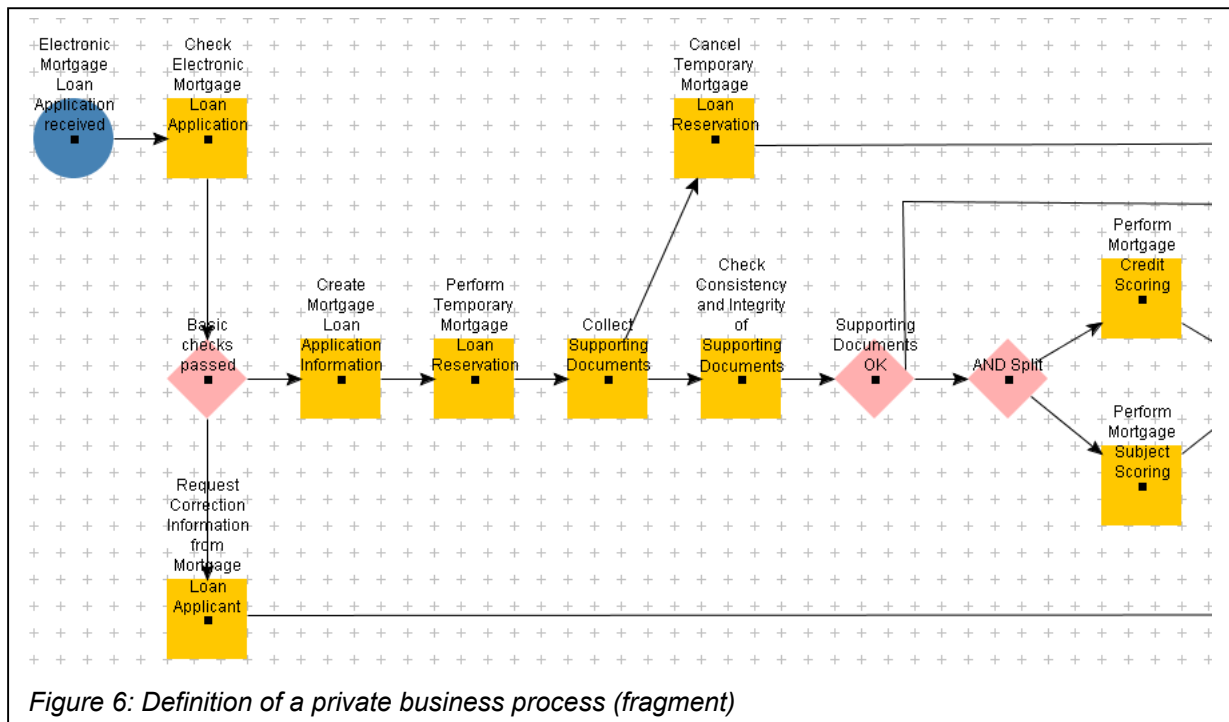 Electronic
Mortgage
Loan
Application
received
Check
Electronic
Mortgage
Loan
Application
Cancel
Temporary
Mortgage
Loan
Reservation
Perform
Mortgage
Credit
Scoring
Basic
checks
passed
Create
Mortgage
Loan
Application
Information
Perform
Temporary
Mortgage
Loan
Reservation
Collect
Supporting
Documents
Check
Consistency
and Integrity
of
Supporting
Documents
Supporting
Documents
OK
AND Split
Perform
Mortgage
Subject
Scoring
Request
Correction
Information
from
Mortgage
Loan
Applicant
Figure 6: Definition of a private business process (fragment)